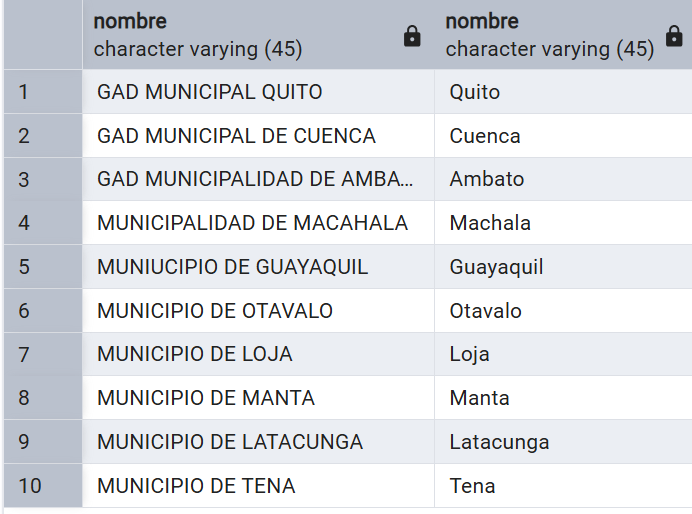 nombre nombre
character varying (45) character varying (45)
1 GAD MUNICIPAL QUITO Quito
2 GAD MUNICIPAL DE CUENCA Cuenca
3 GAD MUNICIPALIDAD DE AMBA... Ambato
4 MUNICIPALIDAD DE MACAHALA Machala
5 MUNIUCIPIO DE GUAYAQUIL Guayaquil
6 MUNICIPIO DE OTAVALO Otavalo
7 MUNICIPIO DE LOJA Loja
8 MUNICIPIO DE MANTA Manta
9 MUNICIPIO DE LATACUNGA Latacunga
10 MUNICIPIO DE TENA Tena